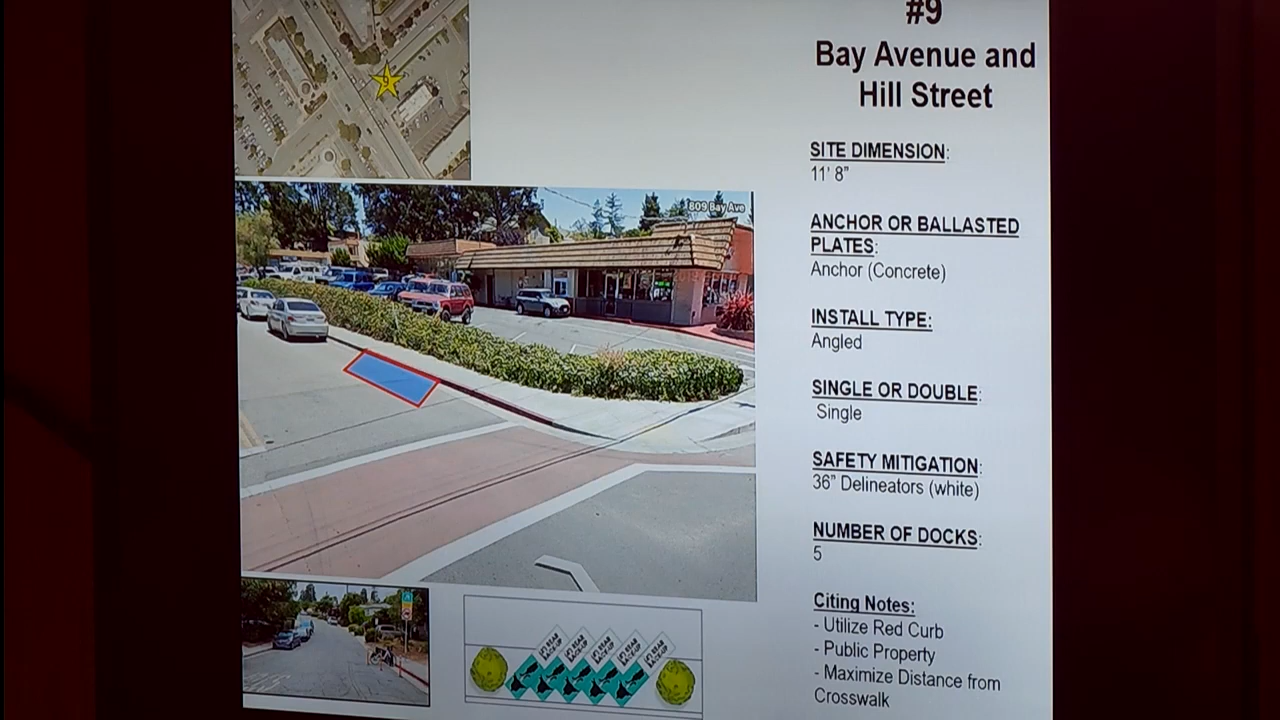 #9
Bay Avenue and
Hill Street
SITE DIMENSION:
11' 8"
ANCHOR OR BALLASTED
PLATES:
Anchor (Concrete)
INSTALL TYPE:
Angled
SINGLE OR DOUBLE:
Single
SAFETY MITIGATION:
36" Delineators (white)
NUMBER OF DOCKS:
5
Citing Notes:
- Utilize Red Curb
- Public Property
- Maximize Distance from
Crosswalk
809 Bay Ave
9